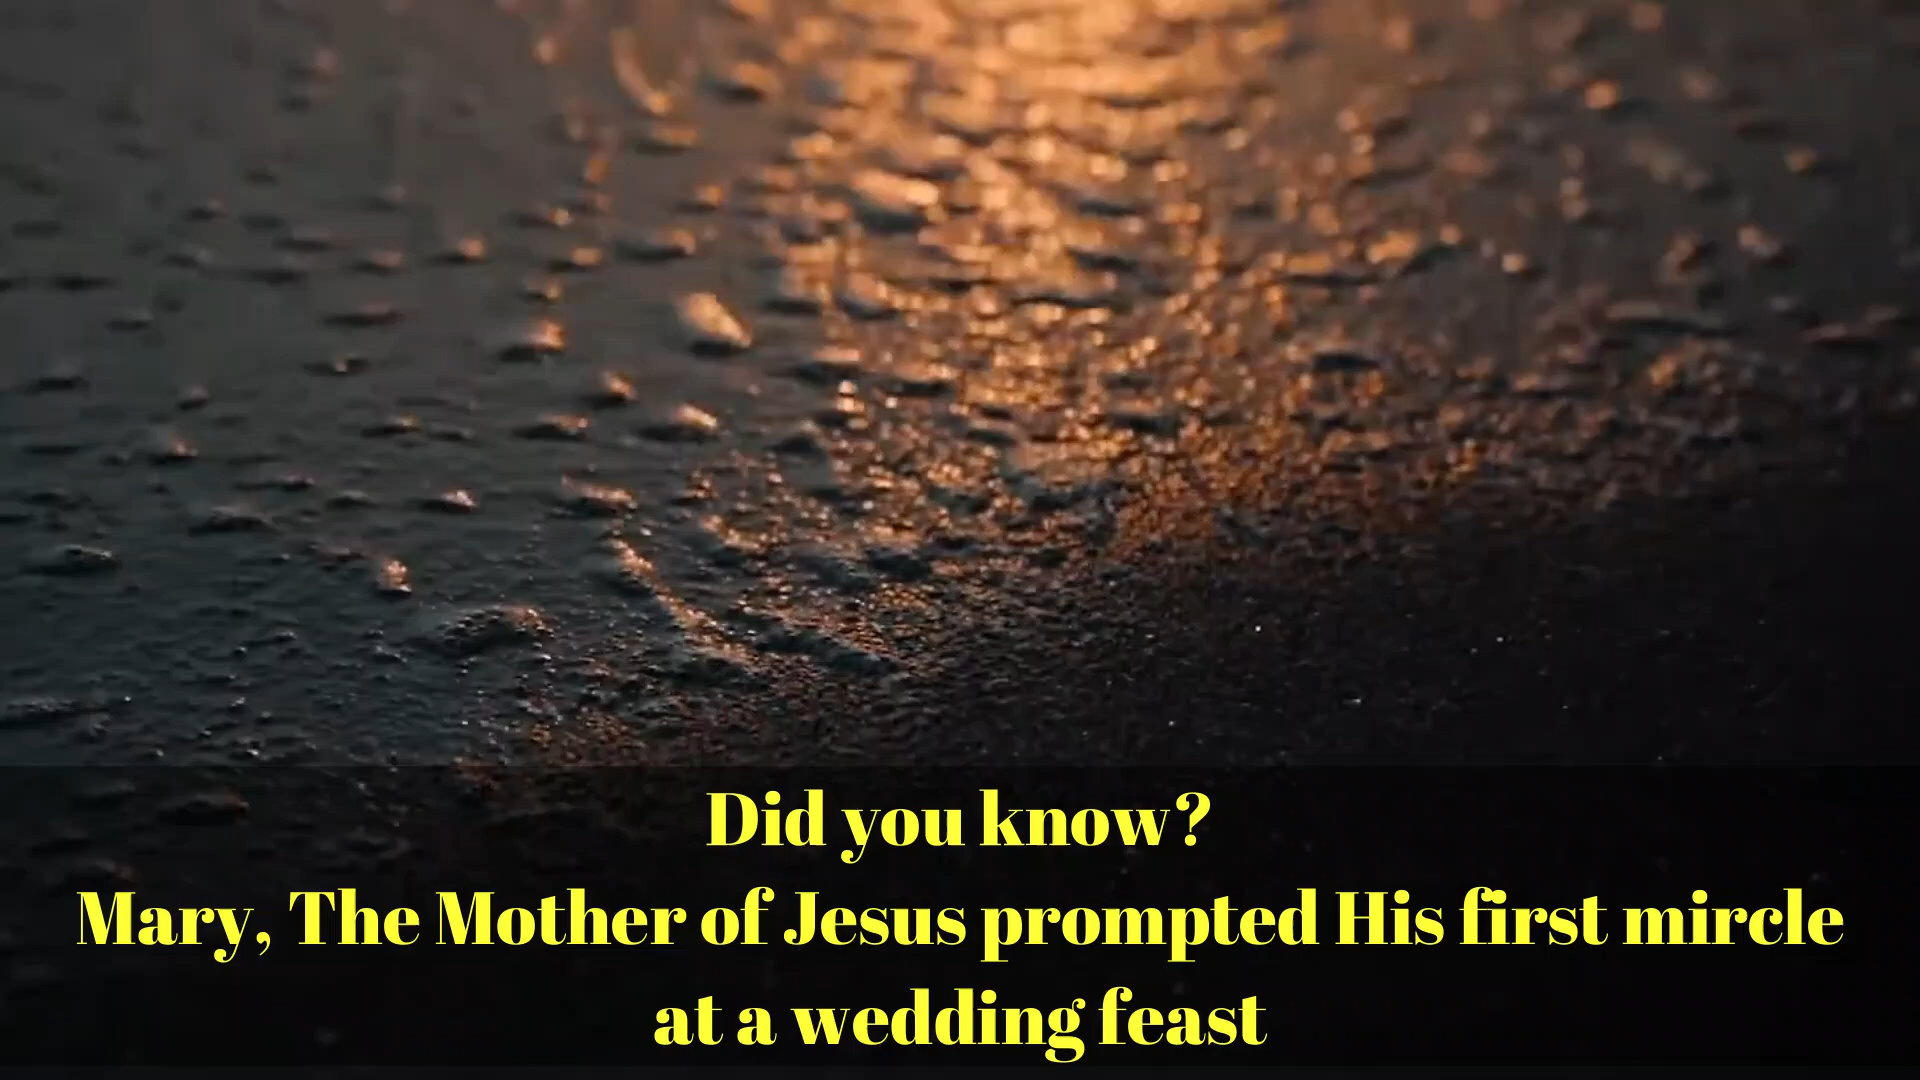 Did you know?
Mary, The Mother of Jesus prompted His first mircle
at a wedding feast